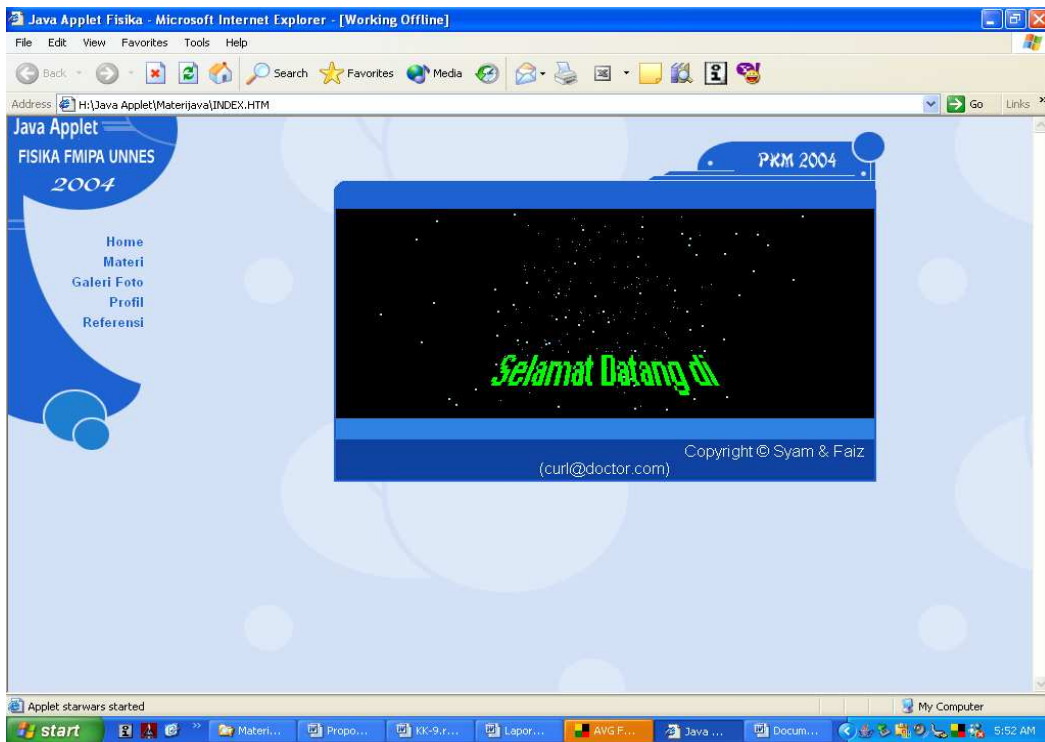 Java Applet Fisika - Microsoft Internet Explorer - [Working Offline]
File Edit View Favorites Tools Help
Back Search Favorites Media
Address H:\Java Applet\Materijava\INDEX.HTM Go Links »
Java Applet
FISIKA FMIPA UNNES
2004
PKM 2004
Home
Materi
Galeri Foto
Profil
Referensi
Selamat Datang di
Copyright © Syam & Faiz
(curl@doctor.com)
Applet starwars started My Computer
start » Materi... Propo... KK-9.r... Lapor... AVG F... Java ... Docum... 5:52 AM